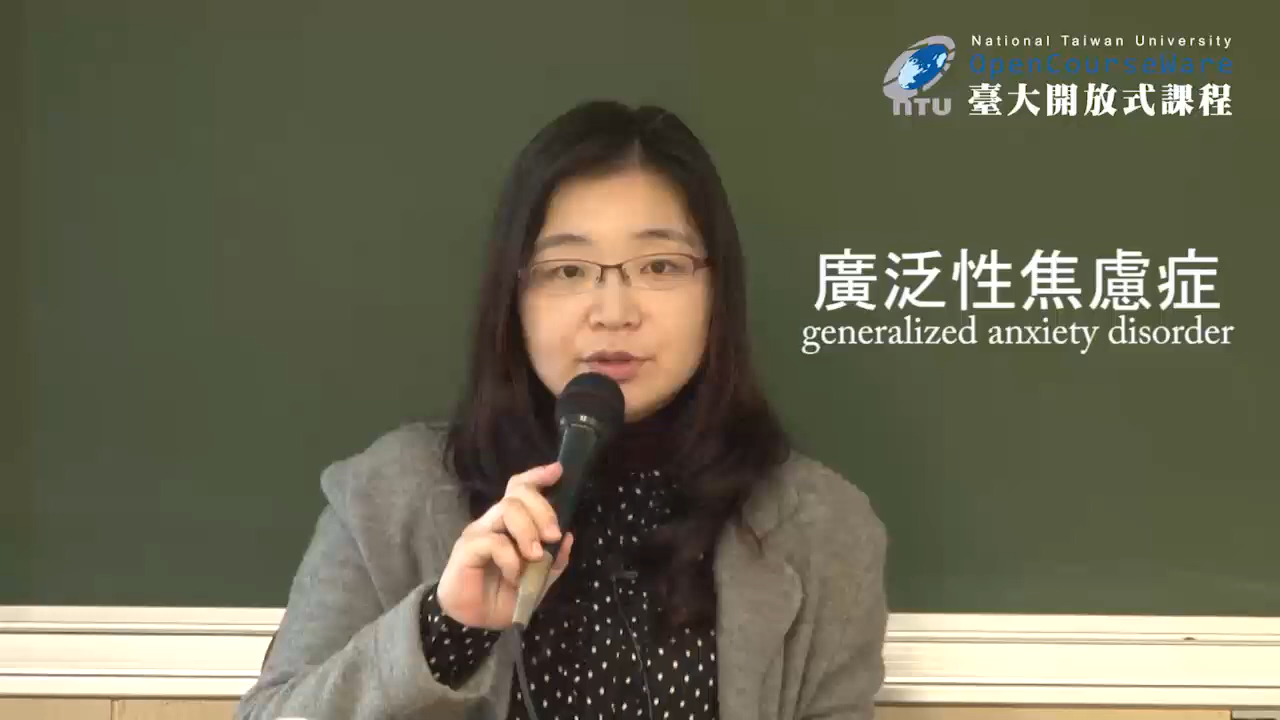 National Taiwan University
OpenCourseWare
NTU 臺大開放式課程
廣泛性焦慮症
generalized anxiety disorder